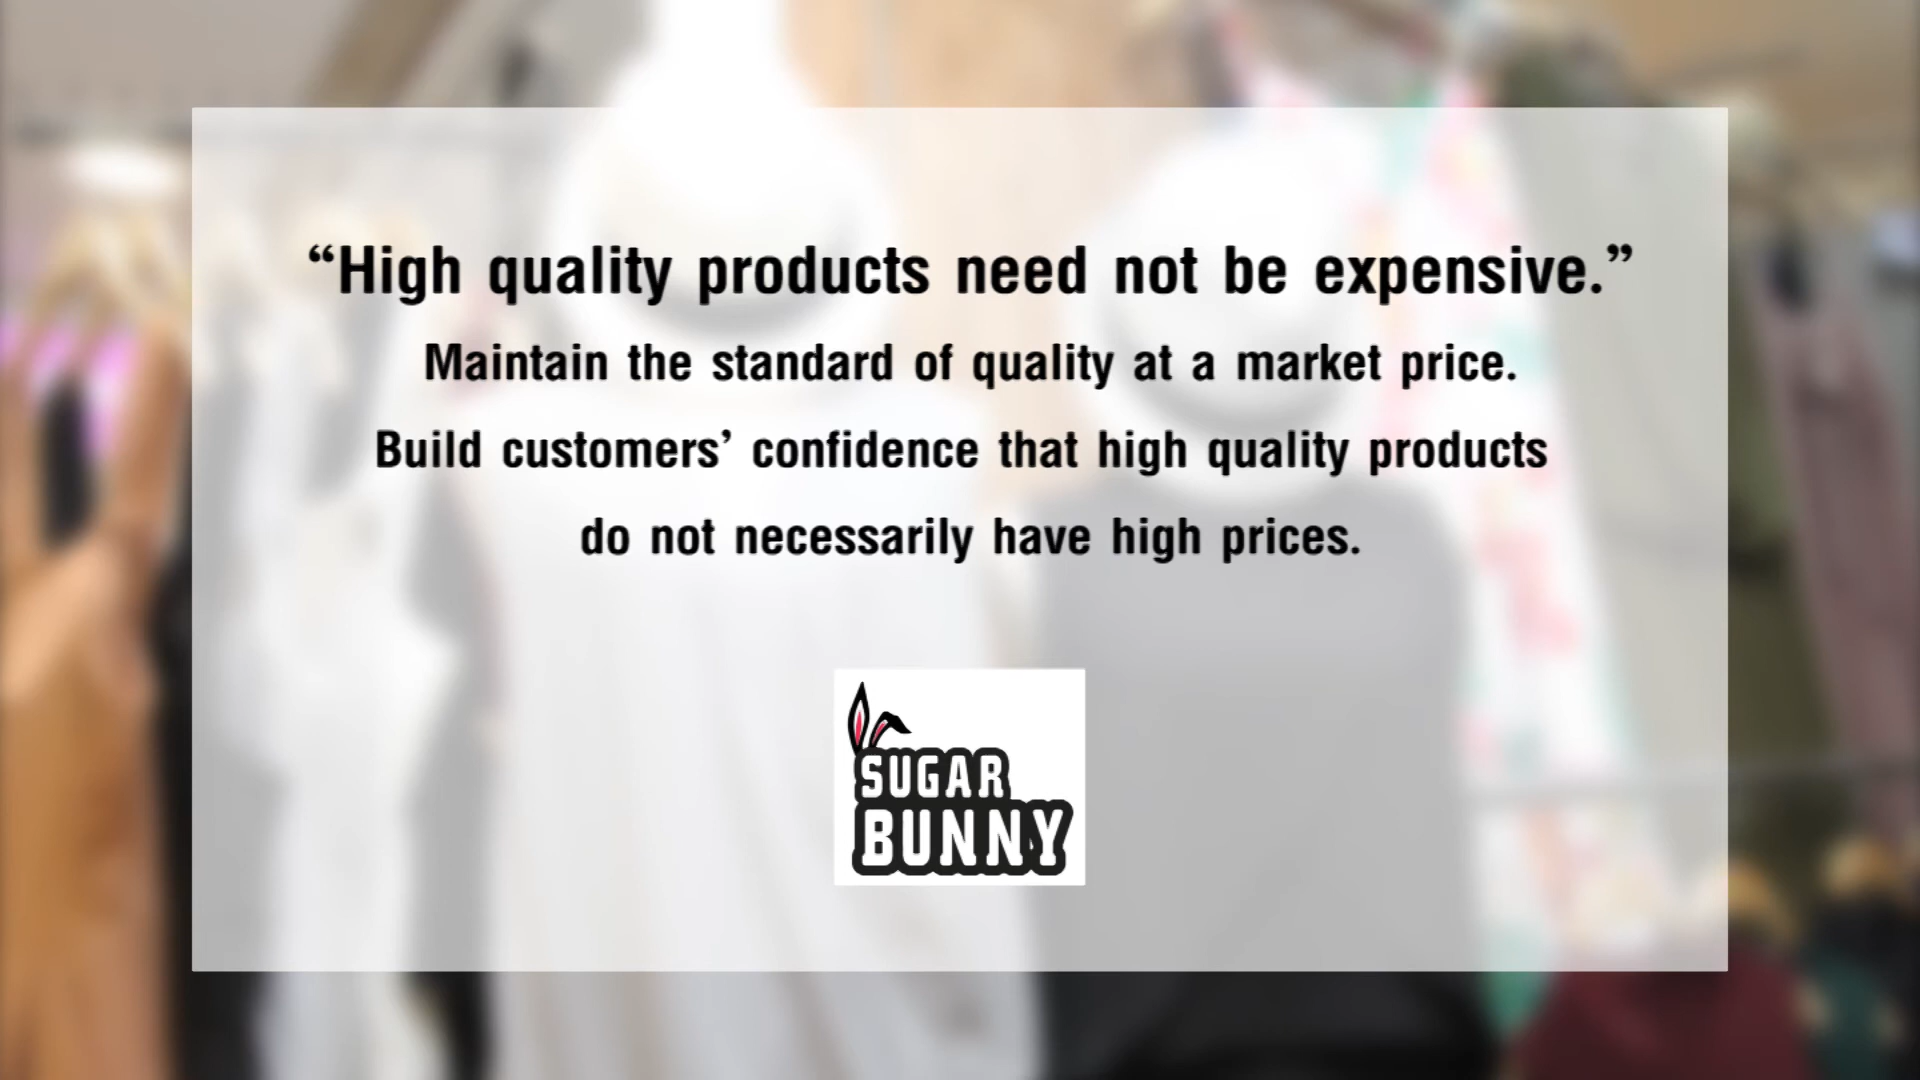 “High quality products need not be expensive.”
Maintain the standard of quality at a market price.
Build customers’ confidence that high quality products
do not necessarily have high prices.
SUGAR
BUNNY